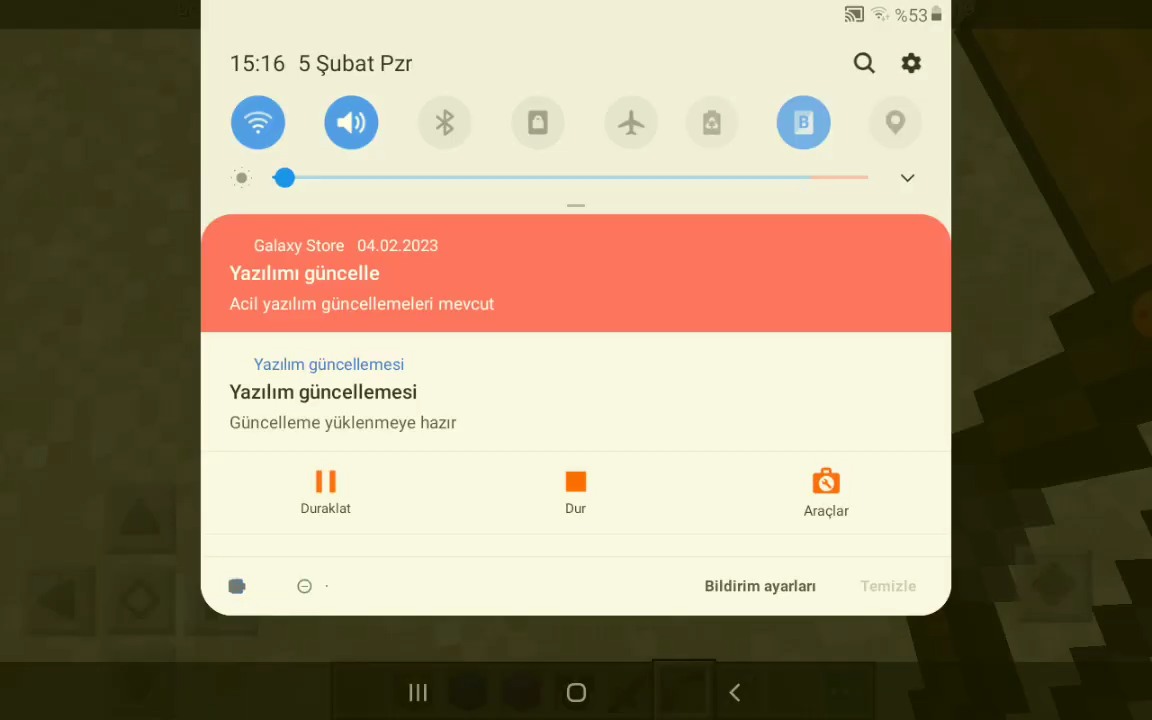 %53
15:16 5 Şubat Pzr
B
Galaxy Store 04.02.2023
Yazılımı güncelle
Acil yazılım güncellemeleri mevcut
Yazılım güncellemesi
Yazılım güncellemesi
Güncelleme yüklenmeye hazır
Duraklat Dur Araçlar
Bildirim ayarları Temizle